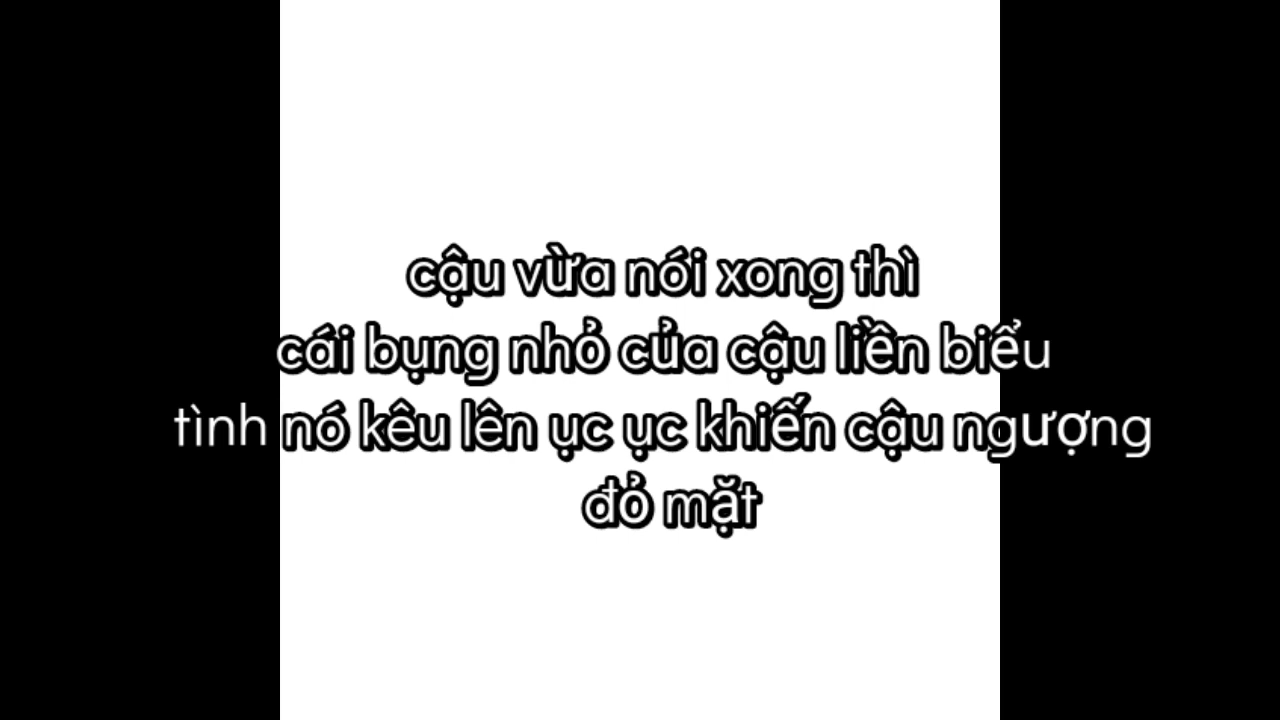 cậu vừa nói xong thì
cái bụng nhỏ của cậu liền biểu
tình nó kêu lên ục ục khiến cậu ngượng
đỏ mặt